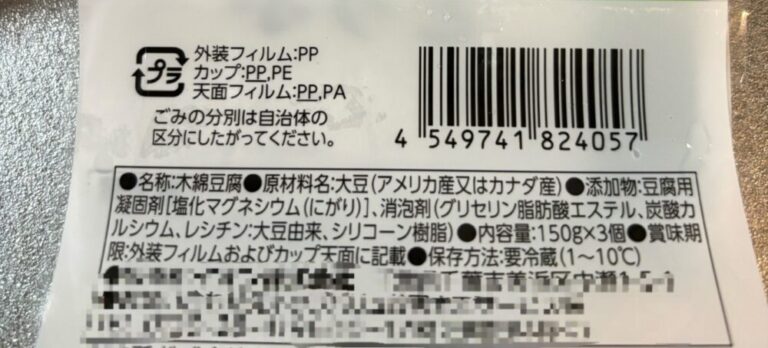 プラ
外装フィルム:PP
カップ:PP,PE
天面フィルム:PP,PA
ごみの分別は自治体の
区分にしたがってください。
4 549741 824057
●名称:木綿豆腐●原材料名:大豆(アメリカ産又はカナダ産)●添加物:豆腐用
凝固剤[塩化マグネシウム(にがり)]、消泡剤(グリセリン脂肪酸エステル、炭酸カ
ルシウム、レシチン:大豆由来、シリコーン樹脂)●内容量:150g×3個●賞味期
限:外装フィルムおよびカップ天面に記載●保存方法:要冷蔵(1~10℃)